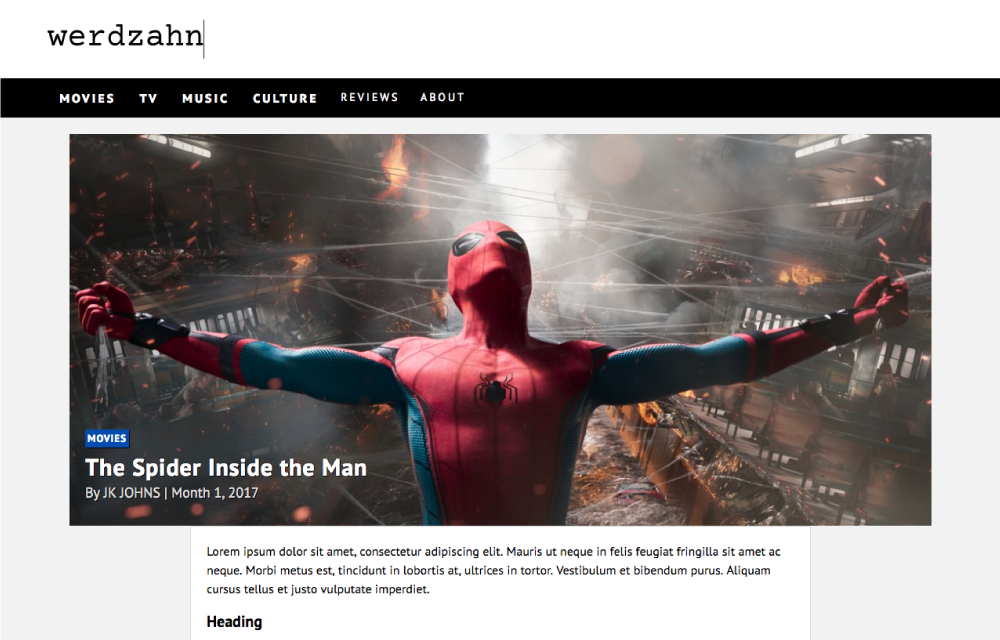 werdzahn
MOVIES TV MUSIC CULTURE REVIEWS ABOUT
MOVIES
The Spider Inside the Man
By JK JOHNS | Month 1, 2017
Lorem ipsum dolor sit amet, consectetur adipiscing elit. Mauris ut neque in felis feugiat fringilla sit amet ac
neque. Morbi metus est, tincidunt in lobortis at, ultrices in tortor. Vestibulum et bibendum purus. Aliquam
cursus tellus et justo vulputate imperdiet.
Heading